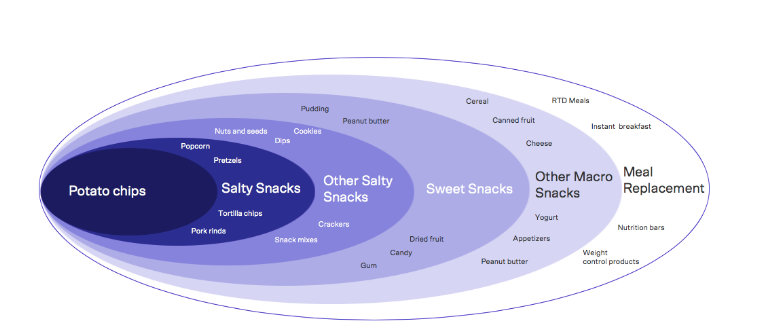 Cereal
RTD Meals
Pudding
Peanut butter
Canned fruit
Instant breakfast
Nuts and seeds
Cookies
Dips
Cheese
Popcorn
Pretzels
Potato chips
Salty Snacks
Other Salty
Snacks
Sweet Snacks
Other Macro
Snacks
Meal
Replacement
Tortilla chips
Pork rinda
Crackers
Snack mixes
Yogurt
Nutrition bars
Dried fruit
Appetizers
Candy
Gum
Peanut butter
Weight
control products